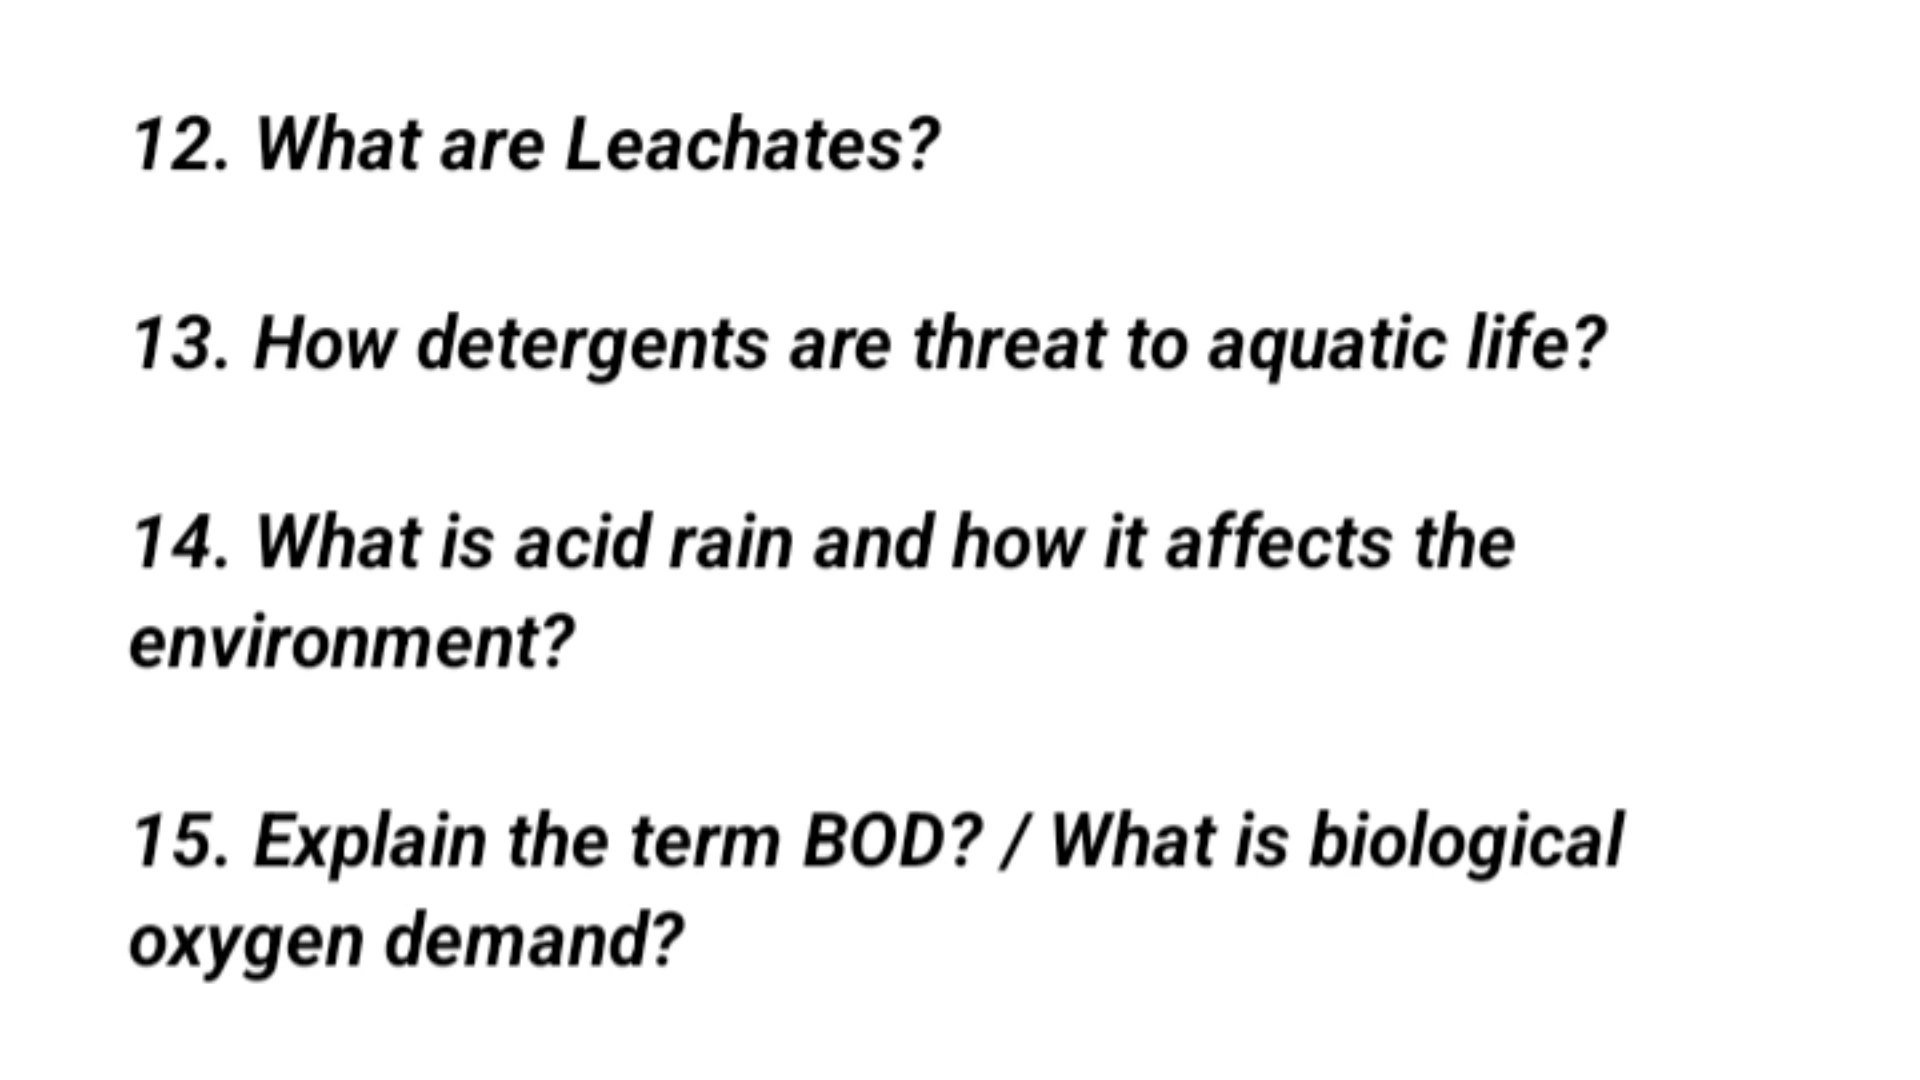 12. What are Leachates?
13. How detergents are threat to aquatic life?
14. What is acid rain and how it affects the
environment?
15. Explain the term BOD? / What is biological
oxygen demand?